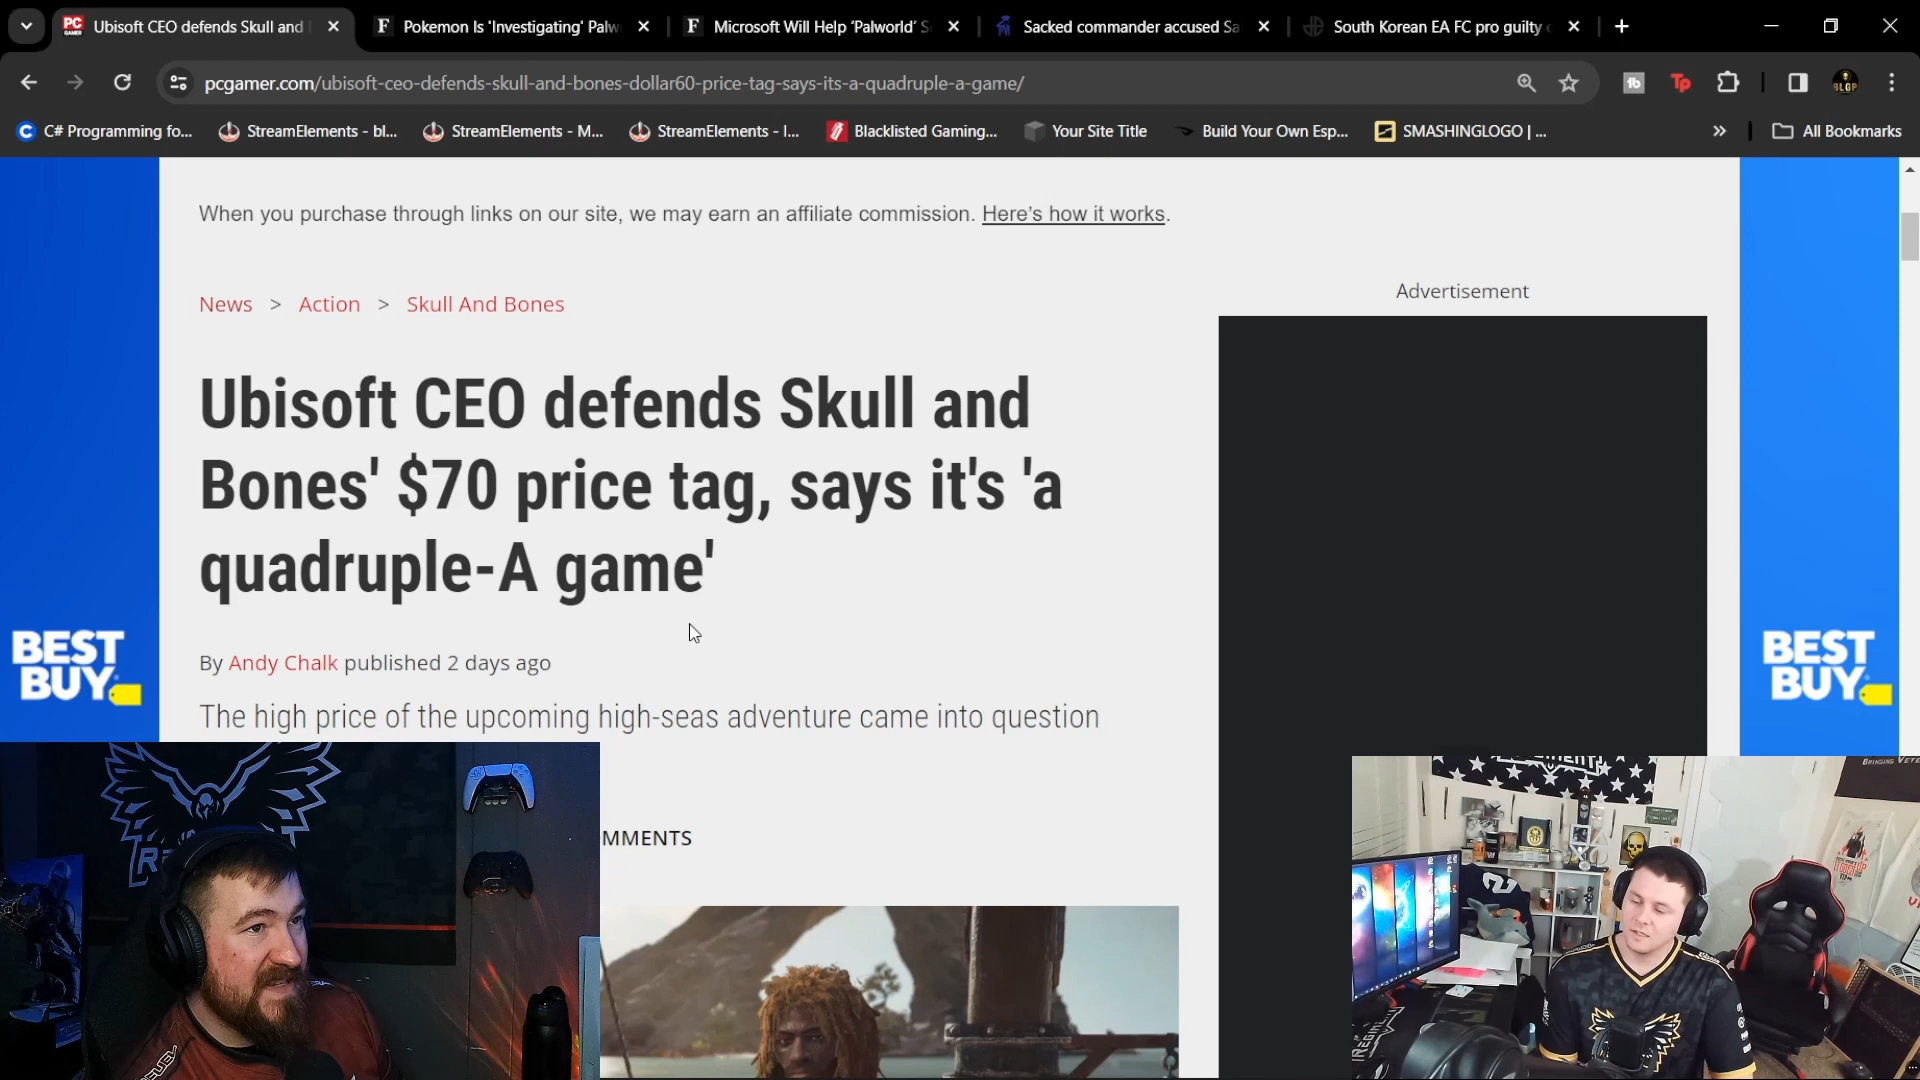 Ubisoft CEO defends Skull and
Pokemon Is 'Investigating' Palw
Microsoft Will Help 'Palworld' S
Sacked commander accused Sa
South Korean EA FC pro guilty
pcgamer.com/ubisoft-ceo-defends-skull-and-bones-dollar60-price-tag-says-its-a-quadruple-a-game/
C# Programming fo...
StreamElements - bl...
StreamElements - M...
StreamElements - I...
Blacklisted Gaming...
Your Site Title
Build Your Own Esp...
SMASHINGLOGO | ...
»
All Bookmarks
When you purchase through links on our site, we may earn an affiliate commission. Here's how it works.
News > Action > Skull And Bones
Advertisement
Ubisoft CEO defends Skull and
Bones' $70 price tag, says it's 'a
quadruple-A game'
By Andy Chalk published 2 days ago
The high price of the upcoming high-seas adventure came into question
BEST
BUY
BEST
BUY
MMENTS